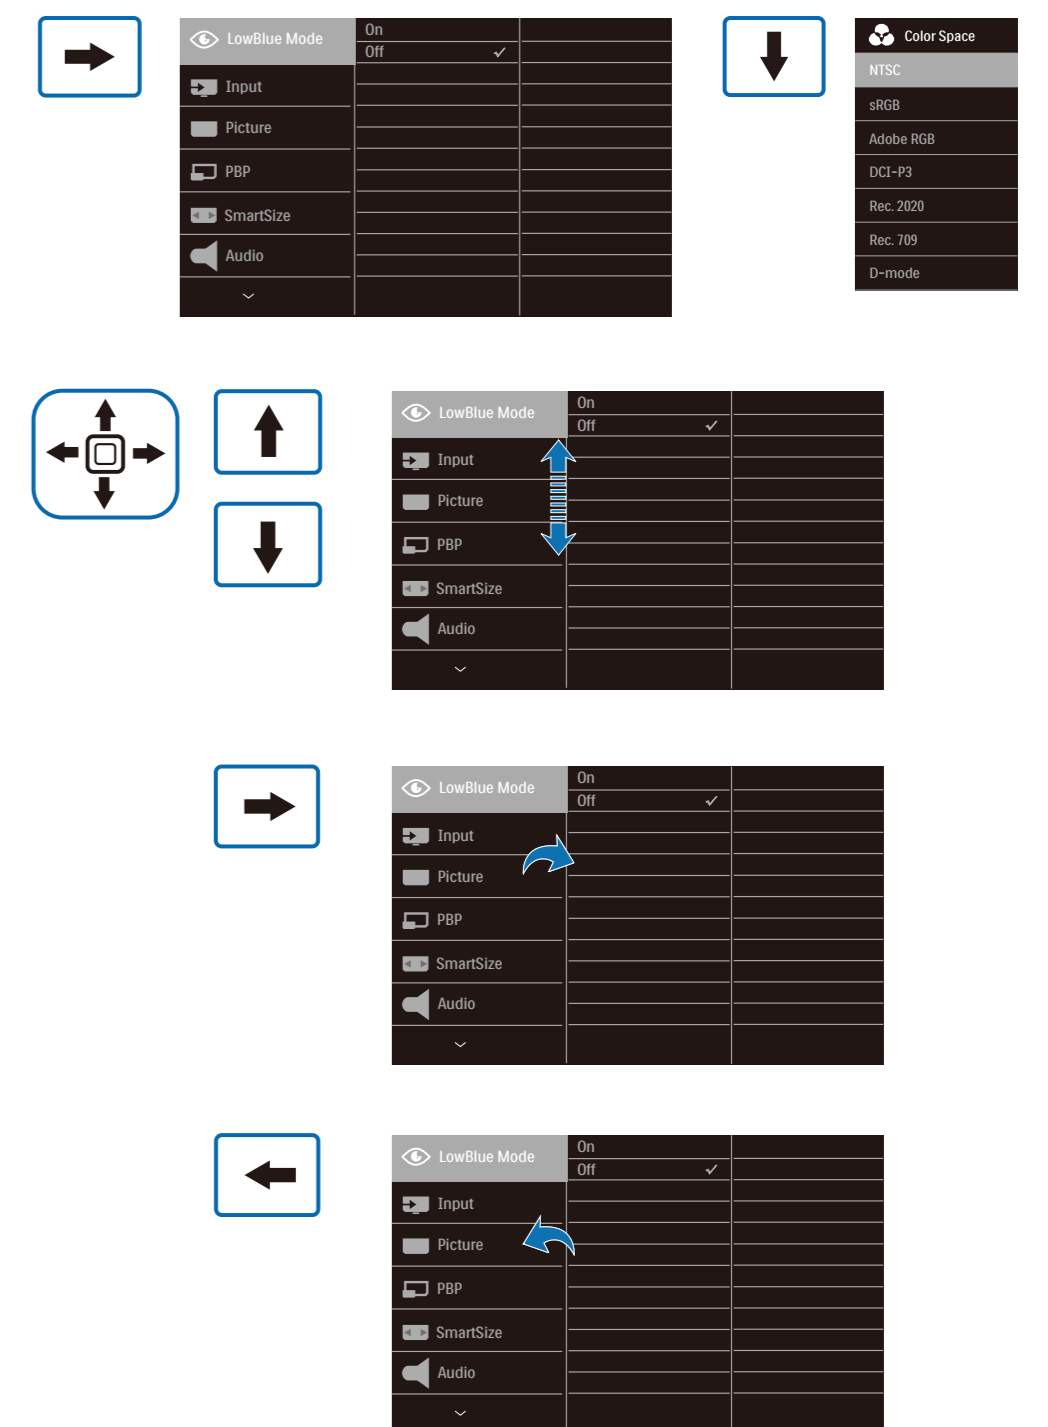 LowBlue Mode
On
Off
Input
Picture
PBP
SmartSize
Audio
Color Space
NTSC
sRGB
Adobe RGB
DCI-P3
Rec. 2020
Rec. 709
D-mode
LowBlue Mode
On
Off
Input
Picture
PBP
SmartSize
Audio
LowBlue Mode
On
Off
Input
Picture
PBP
SmartSize
Audio
LowBlue Mode
On
Off
Input
Picture
PBP
SmartSize
Audio